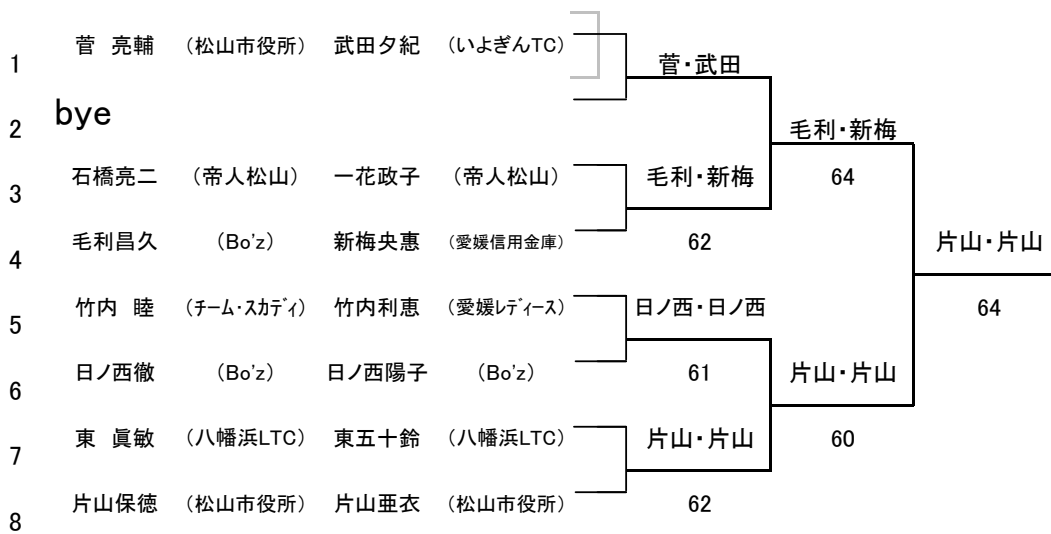 菅 亮輔 (松山市役所) 武田夕紀 (いよぎんTC)
1 菅・武田
2 bye 毛利・新梅
3 石橋亮二 (帝人松山) 一花政子 (帝人松山) 毛利・新梅 64
4 毛利昌久 (Bo'z) 新梅央惠 (愛媛信用金庫) 62 片山・片山
5 竹内 睦 (チーム・スカディ) 竹内利恵 (愛媛レディース) 日ノ西・日ノ西 64
6 日ノ西徹 (Bo'z) 日ノ西陽子 (Bo'z) 61 片山・片山
7 東 眞敏 (八幡浜LTC) 東五十鈴 (八幡浜LTC) 片山・片山 60
8 片山保徳 (松山市役所) 片山亜衣 (松山市役所) 62